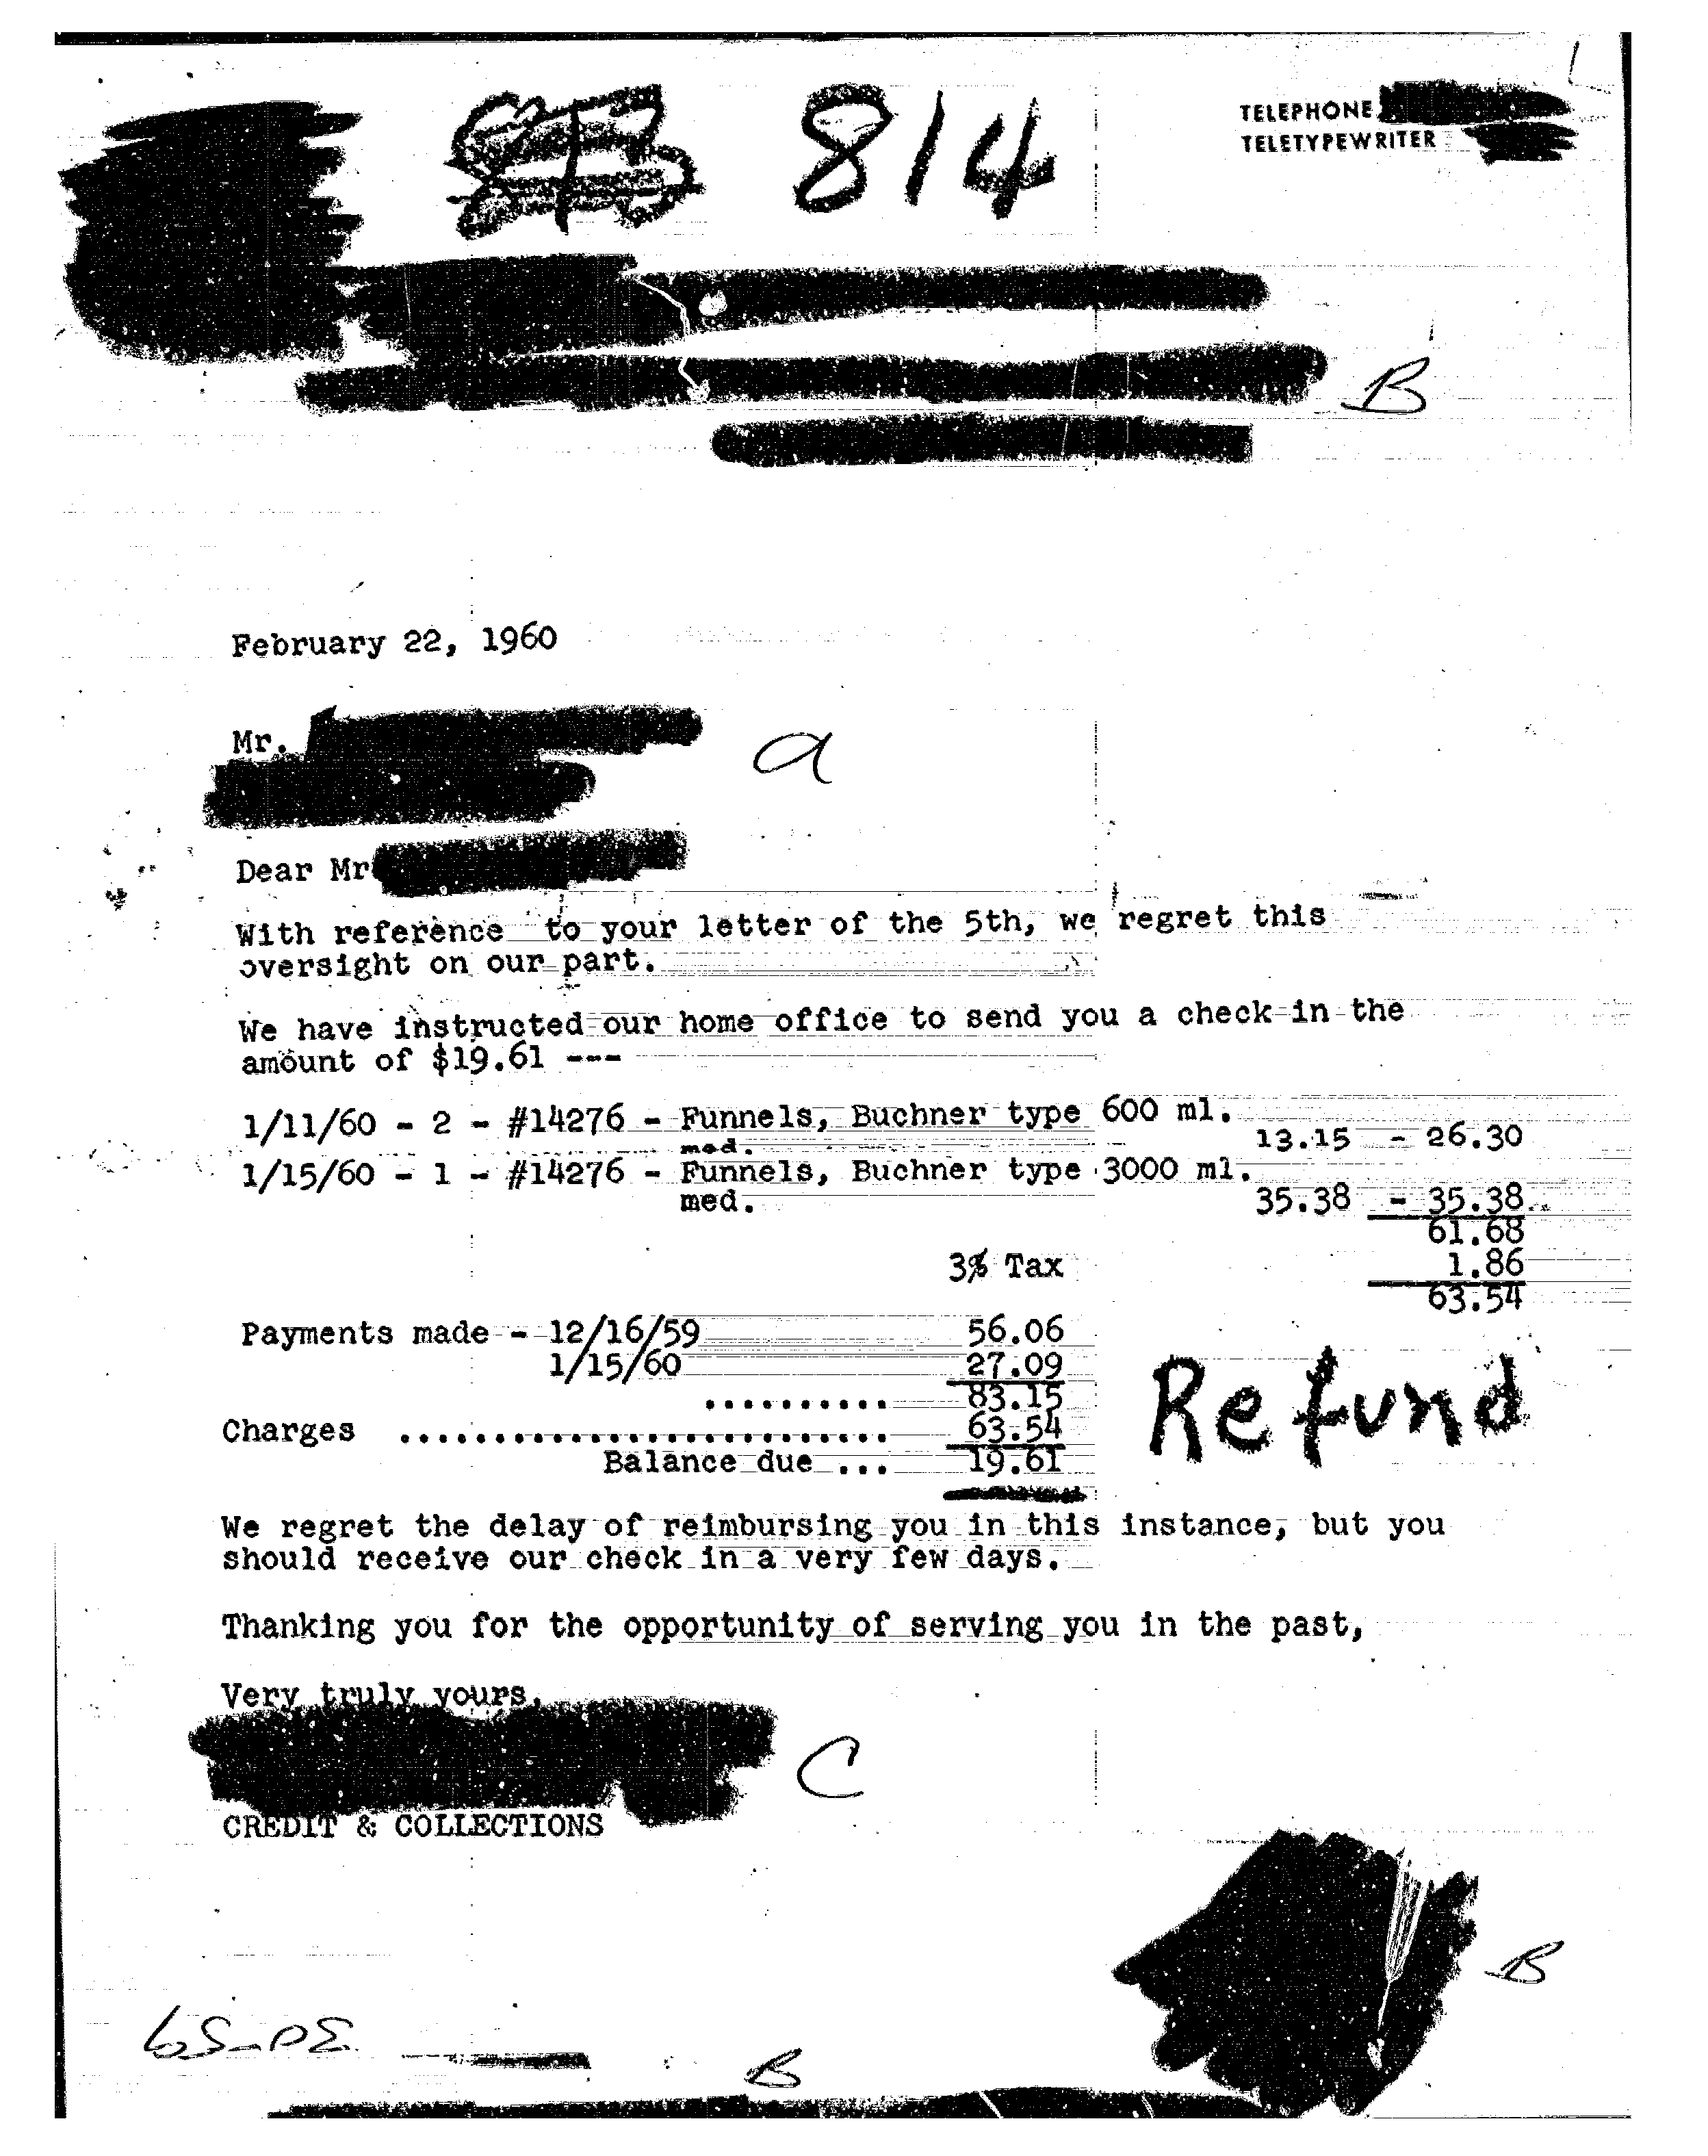 814
TELEPHONE
TELETYPEWRITER
B
February 22, 1960
Mr.
a
Dear Mr
With reference to your letter of the 5th, we regret this
oversight on our part.
We have instructed our home office to send you a check in the
amount of $19.61 ---
1/11/60 - 2 - #14276 - Funnels, Buchner type 600 ml.
med. 13.15 - 26.30
1/15/60 - 1 - #14276 - Funnels, Buchner type 3000 ml.
med. 35.38 - 35.38
61.68
3% Tax 1.86
63.54
Payments made - 12/16/59 56.06
1/15/60 27.09
.......... 83.15
Charges .......................... 63.54
Balance due ... 19.61
Refund
We regret the delay of reimbursing you in this instance, but you
should receive our check in a very few days.
Thanking you for the opportunity of serving you in the past,
Very truly yours,
C
CREDIT & COLLECTIONS
B
B